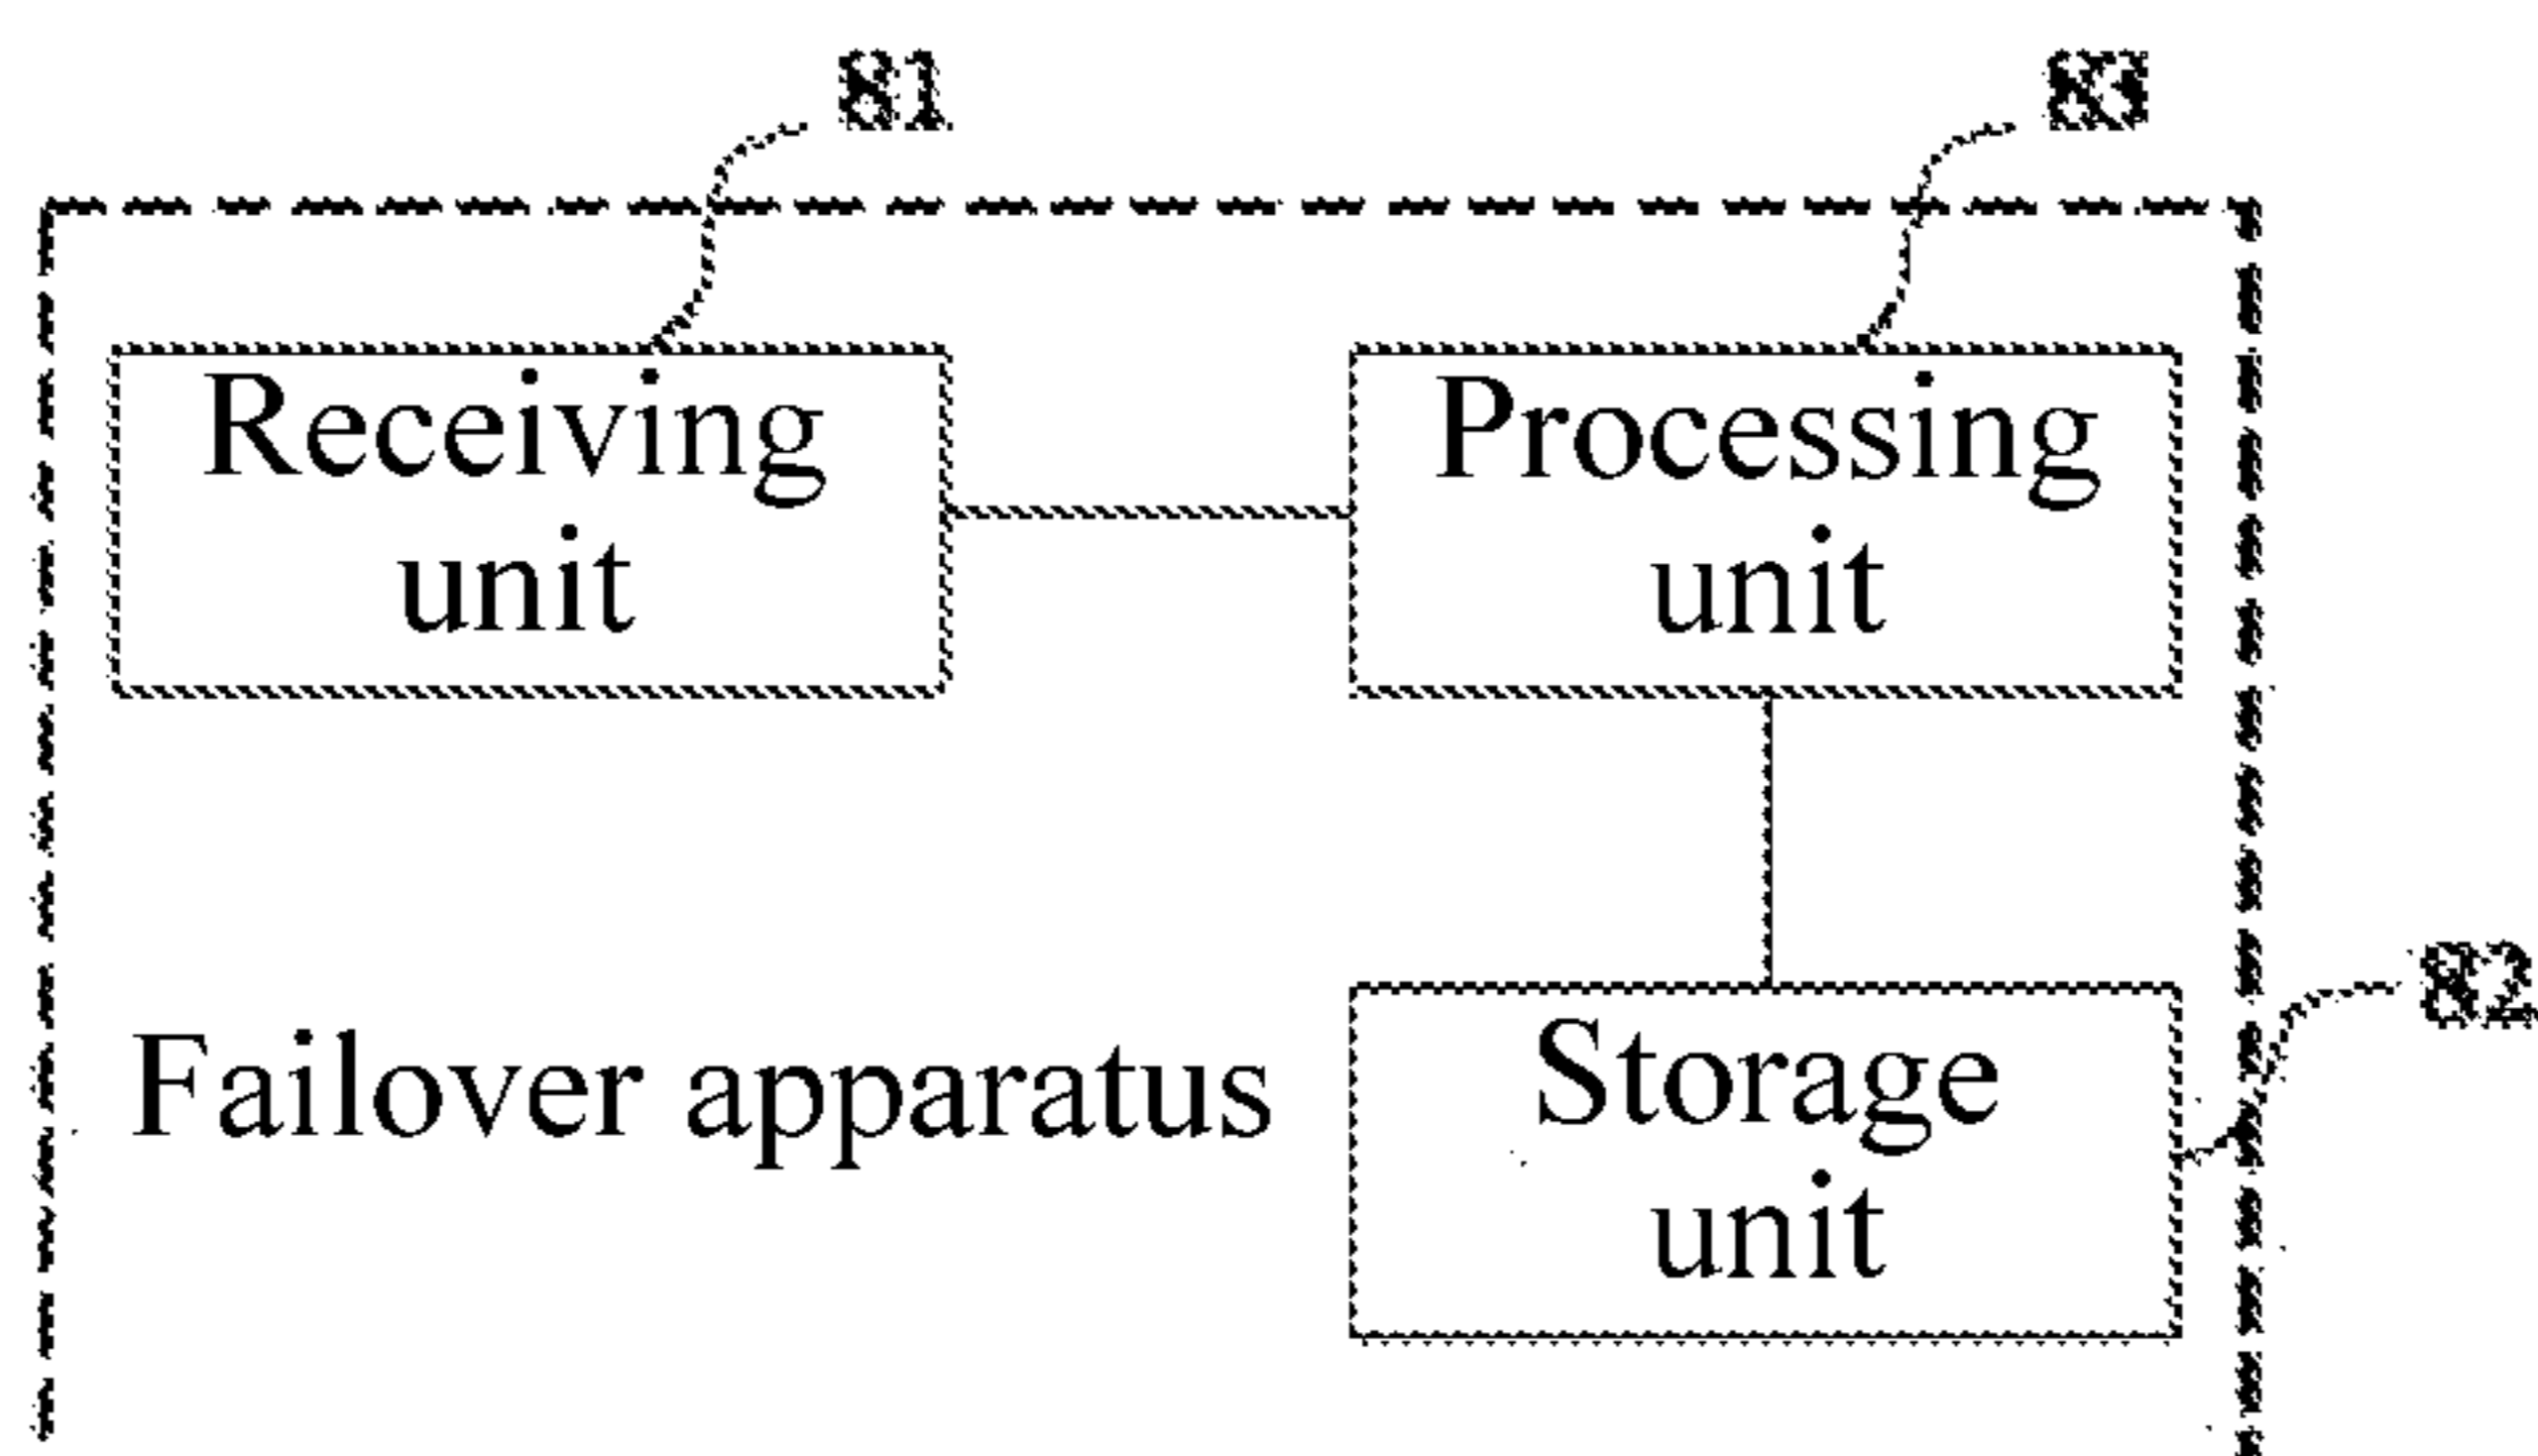 81
83
Receiving
unit
Processing
unit
82
Failover apparatus
Storage
unit